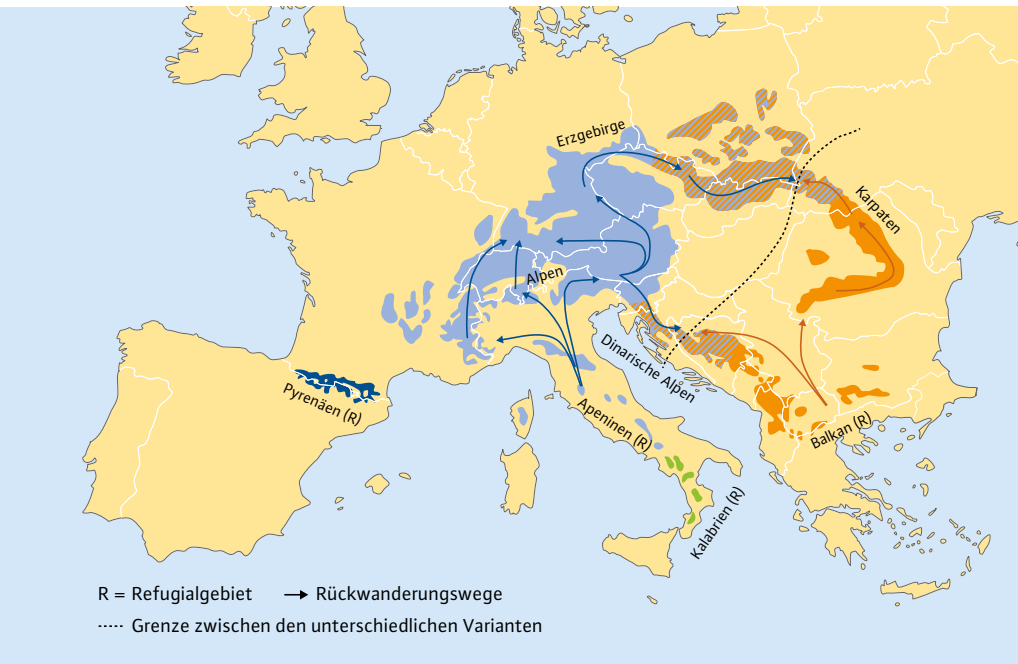 Erzgebirge
Karpaten
Alpen
Dinarische Alpen
Pyrenäen (R)
Apeninen (R)
Balkan (R)
Kalabrien (R)
R = Refugialgebiet → Rückwanderungswege
····· Grenze zwischen den unterschiedlichen Varianten